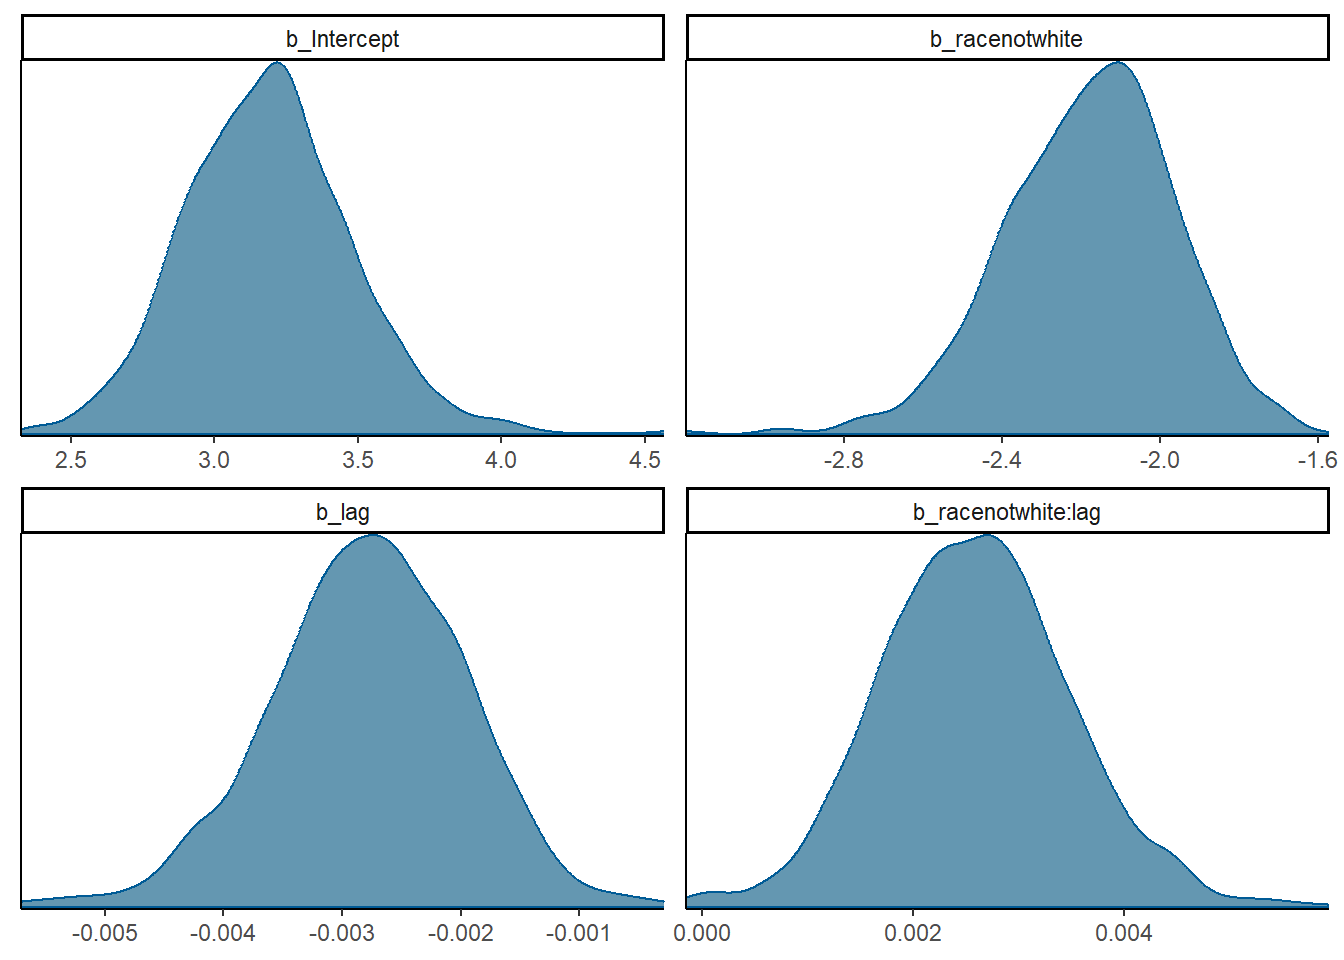 b_Intercept
b_racenotwhite
2.5 3.0 3.5 4.0 4.5
-2.8 -2.4 -2.0 -1.6
b_lag
b_racenotwhite:lag
-0.005 -0.004 -0.003 -0.002 -0.001
0.000 0.002 0.004